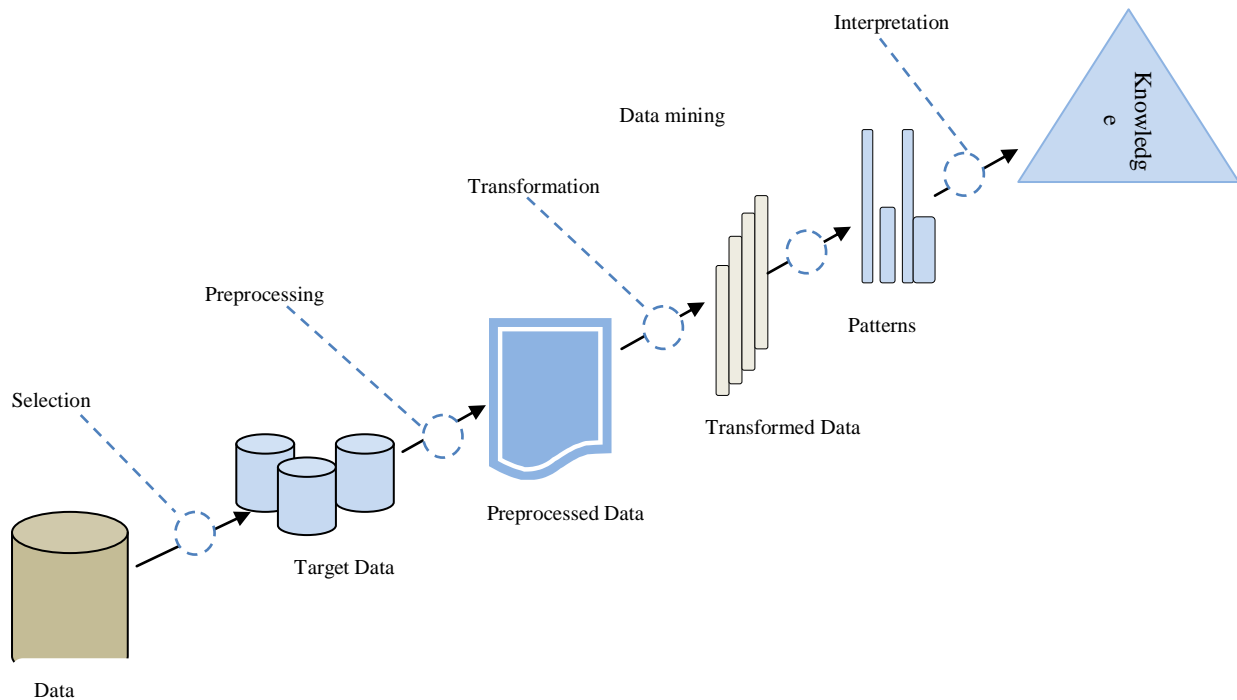 Interpretation
Knowledg
e
Data mining
Transformation
Preprocessing
Patterns
Selection
Transformed Data
Preprocessed Data
Target Data
Data